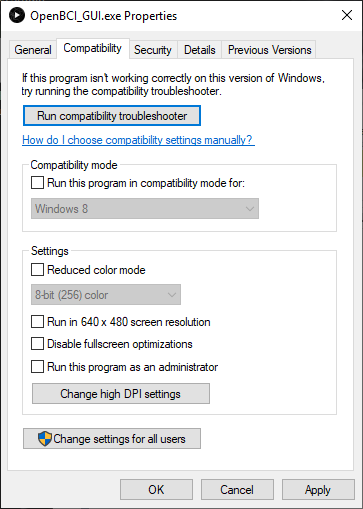 OpenBCI_GUI.exe Properties
General
Compatibility
Security
Details
Previous Versions
If this program isn't working correctly on this version of Windows,
try running the compatibility troubleshooter.
Run compatibility troubleshooter
How do I choose compatibility settings manually?
Compatibility mode
Run this program in compatibility mode for:
Windows 8
Settings
Reduced color mode
8-bit (256) color
Run in 640 x 480 screen resolution
Disable fullscreen optimizations
Run this program as an administrator
Change high DPI settings
Change settings for all users
OK
Cancel
Apply